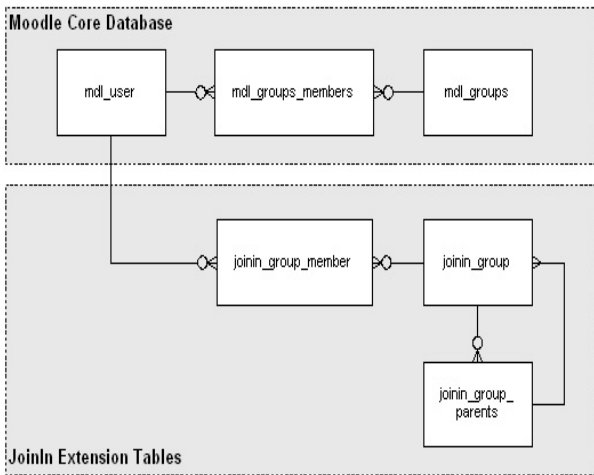 Moodle Core Database
mdl_user
mdl_groups_members
mdl_groups
joinin_group_member
joinin_group
joinin_group_
parents
JoinIn Extension Tables